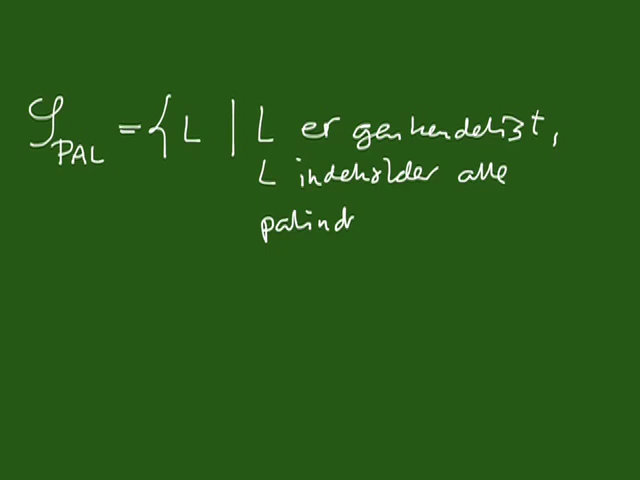 𝒮_PAL = { L | L er genkendeligt,
L indeholder alle
palindr